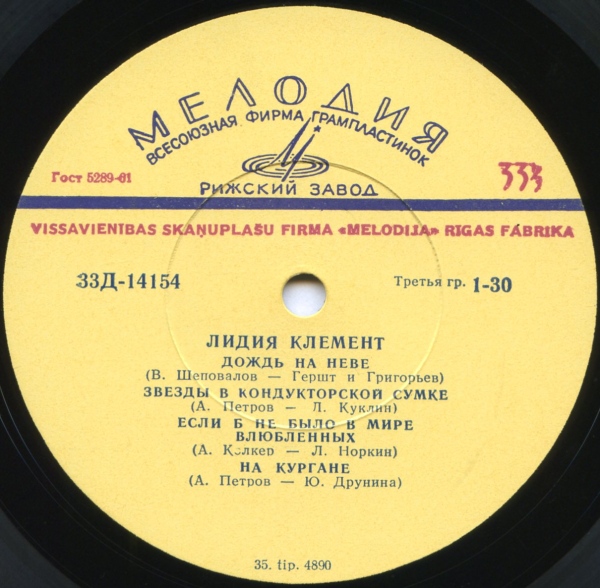 МЕЛОДИЯ
ВСЕСОЮЗНАЯ ФИРМА ГРАМПЛАСТИНОК
Гост 5289-61
РИЖСКИЙ ЗАВОД
333
VISSAVIENĪBAS SKAŅUPLAŠU FIRMA «MELODIJA» RĪGAS FABRIKA
33Д-14154
Третья гр. 1-30
ЛИДИЯ КЛЕМЕНТ
ДОЖДЬ НА НЕВЕ
(В. Шеповалов — Гершт и Григорьев)
ЗВЕЗДЫ В КОНДУКТОРСКОЙ СУМКЕ
(А. Петров — Л. Куклин)
ЕСЛИ Б НЕ БЫЛО В МИРЕ
ВЛЮБЛЕННЫХ
(А. Колкер — Л. Норкин)
НА КУРГАНЕ
(А. Петров — Ю. Друнина)
35. tip. 4890